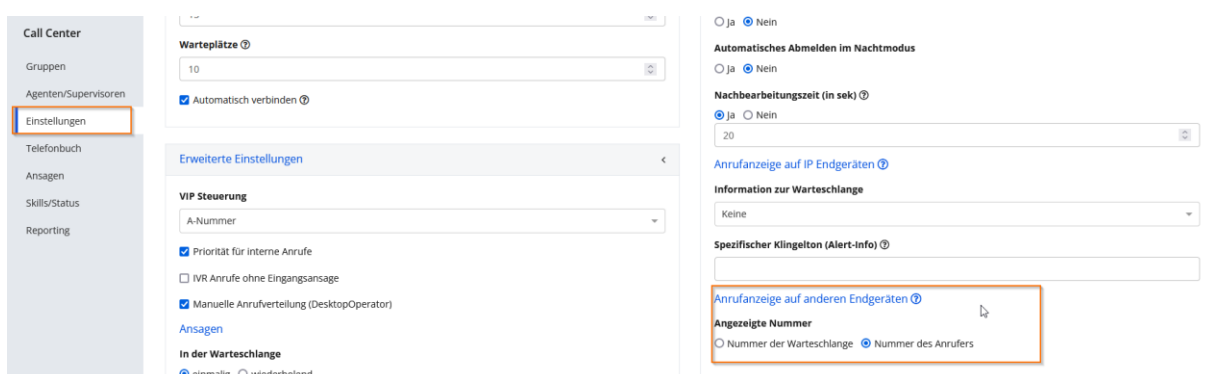 Call Center
Gruppen
Agenten/Supervisoren
Einstellungen
Telefonbuch
Ansagen
Skills/Status
Reporting
Warteplätze
10
Automatisch verbinden
Erweiterte Einstellungen
VIP Steuerung
A-Nummer
Priorität für interne Anrufe
IVR Anrufe ohne Eingangsansage
Manuelle Anrufverteilung (DesktopOperator)
Ansagen
In der Warteschlange
einmalig wiederholend
Ja Nein
Automatisches Abmelden im Nachtmodus
Ja Nein
Nachbearbeitungszeit (in sek)
Ja Nein
20
Anrufanzeige auf IP Endgeräten
Information zur Warteschlange
Keine
Spezifischer Klingelton (Alert-Info)
Anrufanzeige auf anderen Endgeräten
Angezeigte Nummer
Nummer der Warteschlange Nummer des Anrufers